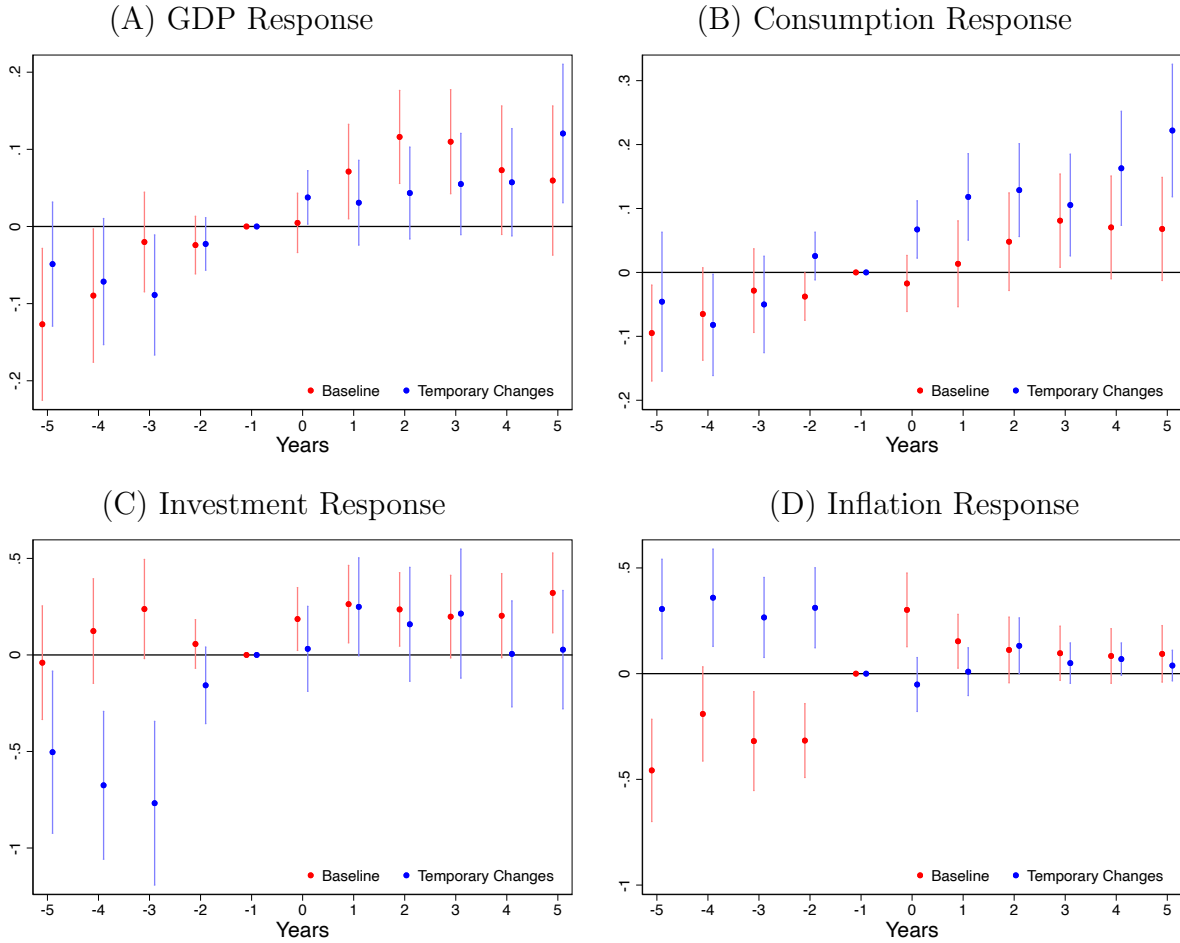 (A) GDP Response
.2
.1
0
-.1
-.2
Baseline Temporary Changes
-5 -4 -3 -2 -1 0 1 2 3 4 5
Years
(B) Consumption Response
.3
.2
.1
0
-.1
-.2
Baseline Temporary Changes
-5 -4 -3 -2 -1 0 1 2 3 4 5
Years
(C) Investment Response
.5
0
-.5
-1
Baseline Temporary Changes
-5 -4 -3 -2 -1 0 1 2 3 4 5
Years
(D) Inflation Response
.5
0
-.5
-1
Baseline Temporary Changes
-5 -4 -3 -2 -1 0 1 2 3 4 5
Years